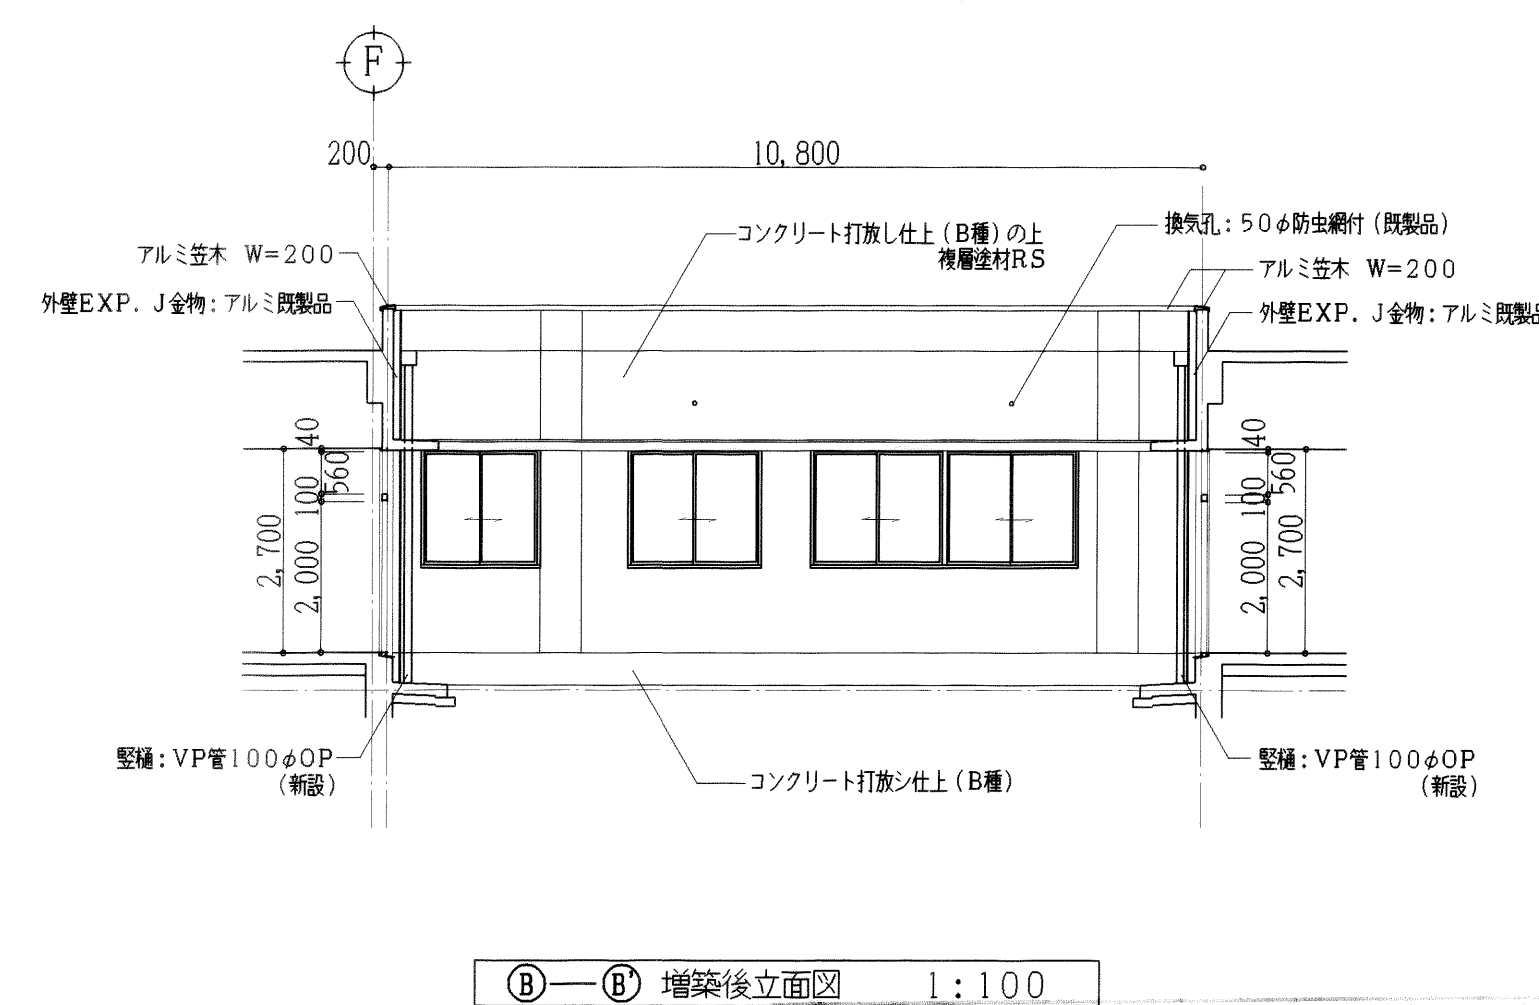 F
200
10,800
コンクリート打放し仕上(B種)の上
複層塗材RS
換気孔:50φ防虫網付(既製品)
アルミ笠木 W=200
アルミ笠木 W=200
外壁EXP.J金物:アルミ既製品
外壁EXP.J金物:アルミ既製品
40
560
100
2,000
2,700
40
560
100
2,000
2,700
竪樋:VP管100φOP
(新設)
コンクリート打放シ仕上(B種)
竪樋:VP管100φOP
(新設)
B—B' 増築後立面図 1:100